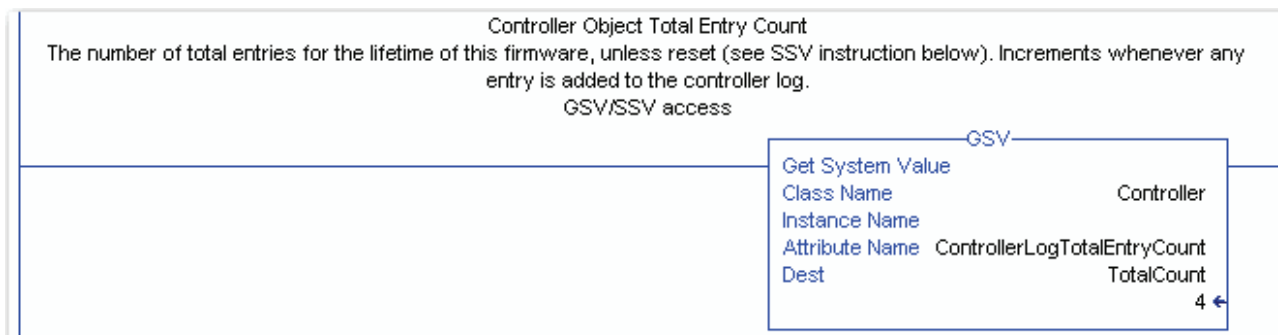 Controller Object Total Entry Count
The number of total entries for the lifetime of this firmware, unless reset (see SSV instruction below). Increments whenever any
entry is added to the controller log.
GSV/SSV access
GSV
Get System Value
Class Name Controller
Instance Name
Attribute Name ControllerLogTotalEntryCount
Dest TotalCount
4